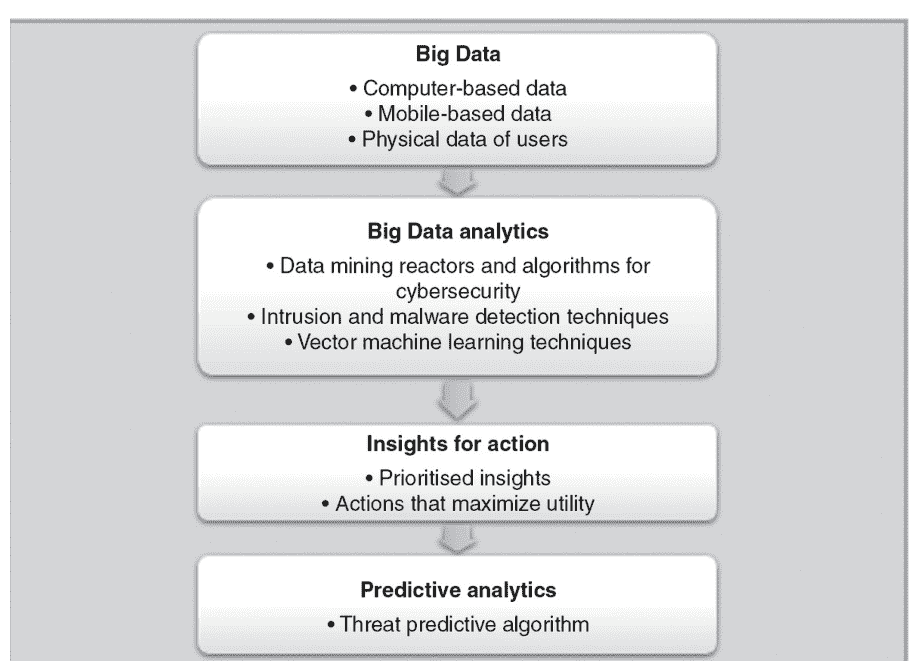 Big Data
• Computer-based data
• Mobile-based data
• Physical data of users
Big Data analytics
• Data mining reactors and algorithms for
cybersecurity
• Intrusion and malware detection techniques
• Vector machine learning techniques
Insights for action
• Prioritised insights
• Actions that maximize utility
Predictive analytics
• Threat predictive algorithm